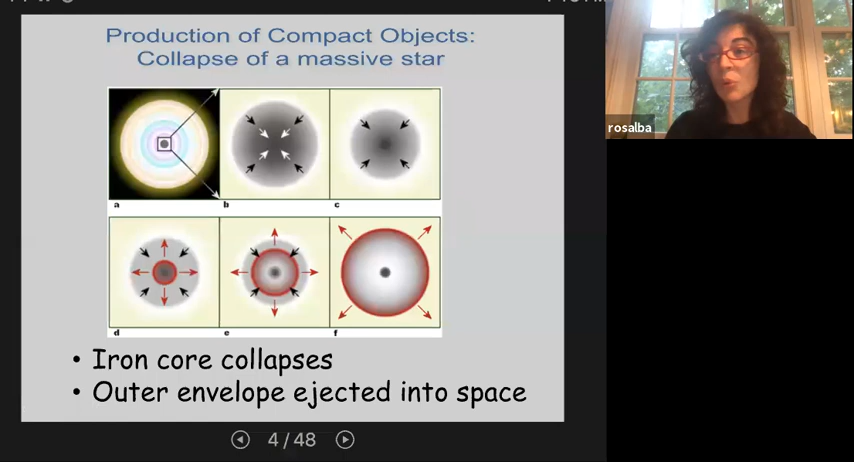 Production of Compact Objects:
Collapse of a massive star
a
b
c
d
e
f
• Iron core collapses
• Outer envelope ejected into space
4 / 48
rosalba